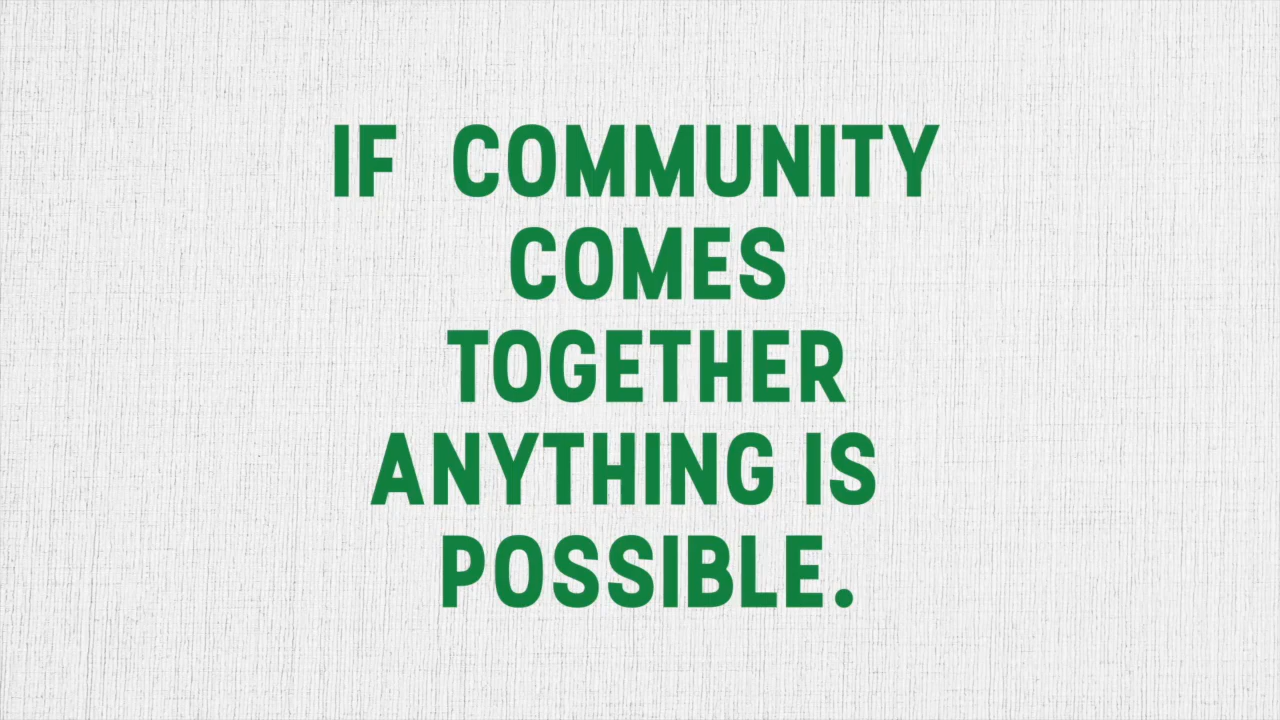 IF COMMUNITY
COMES
TOGETHER
ANYTHING IS
POSSIBLE.